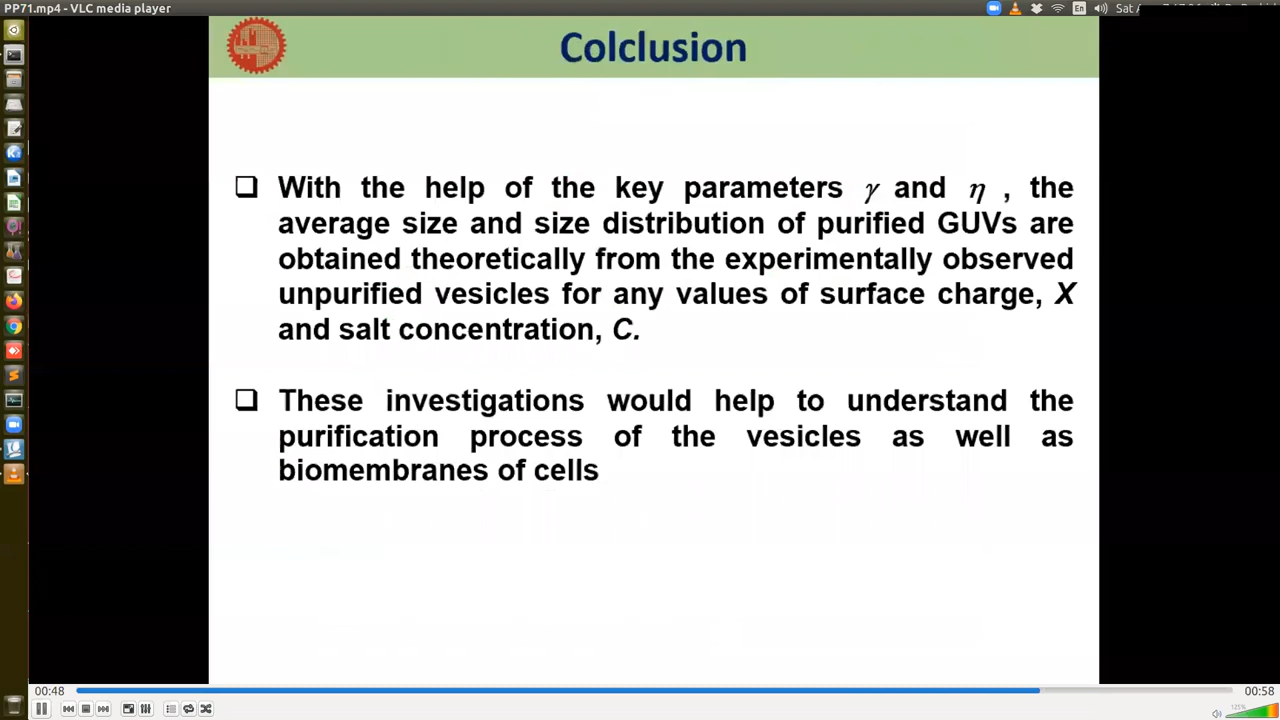 PP71.mp4 - VLC media player
En
Sat
Colclusion
With the help of the key parameters γ and η , the
average size and size distribution of purified GUVs are
obtained theoretically from the experimentally observed
unpurified vesicles for any values of surface charge, X
and salt concentration, C.
These investigations would help to understand the
purification process of the vesicles as well as
biomembranes of cells
00:48
00:58
125%